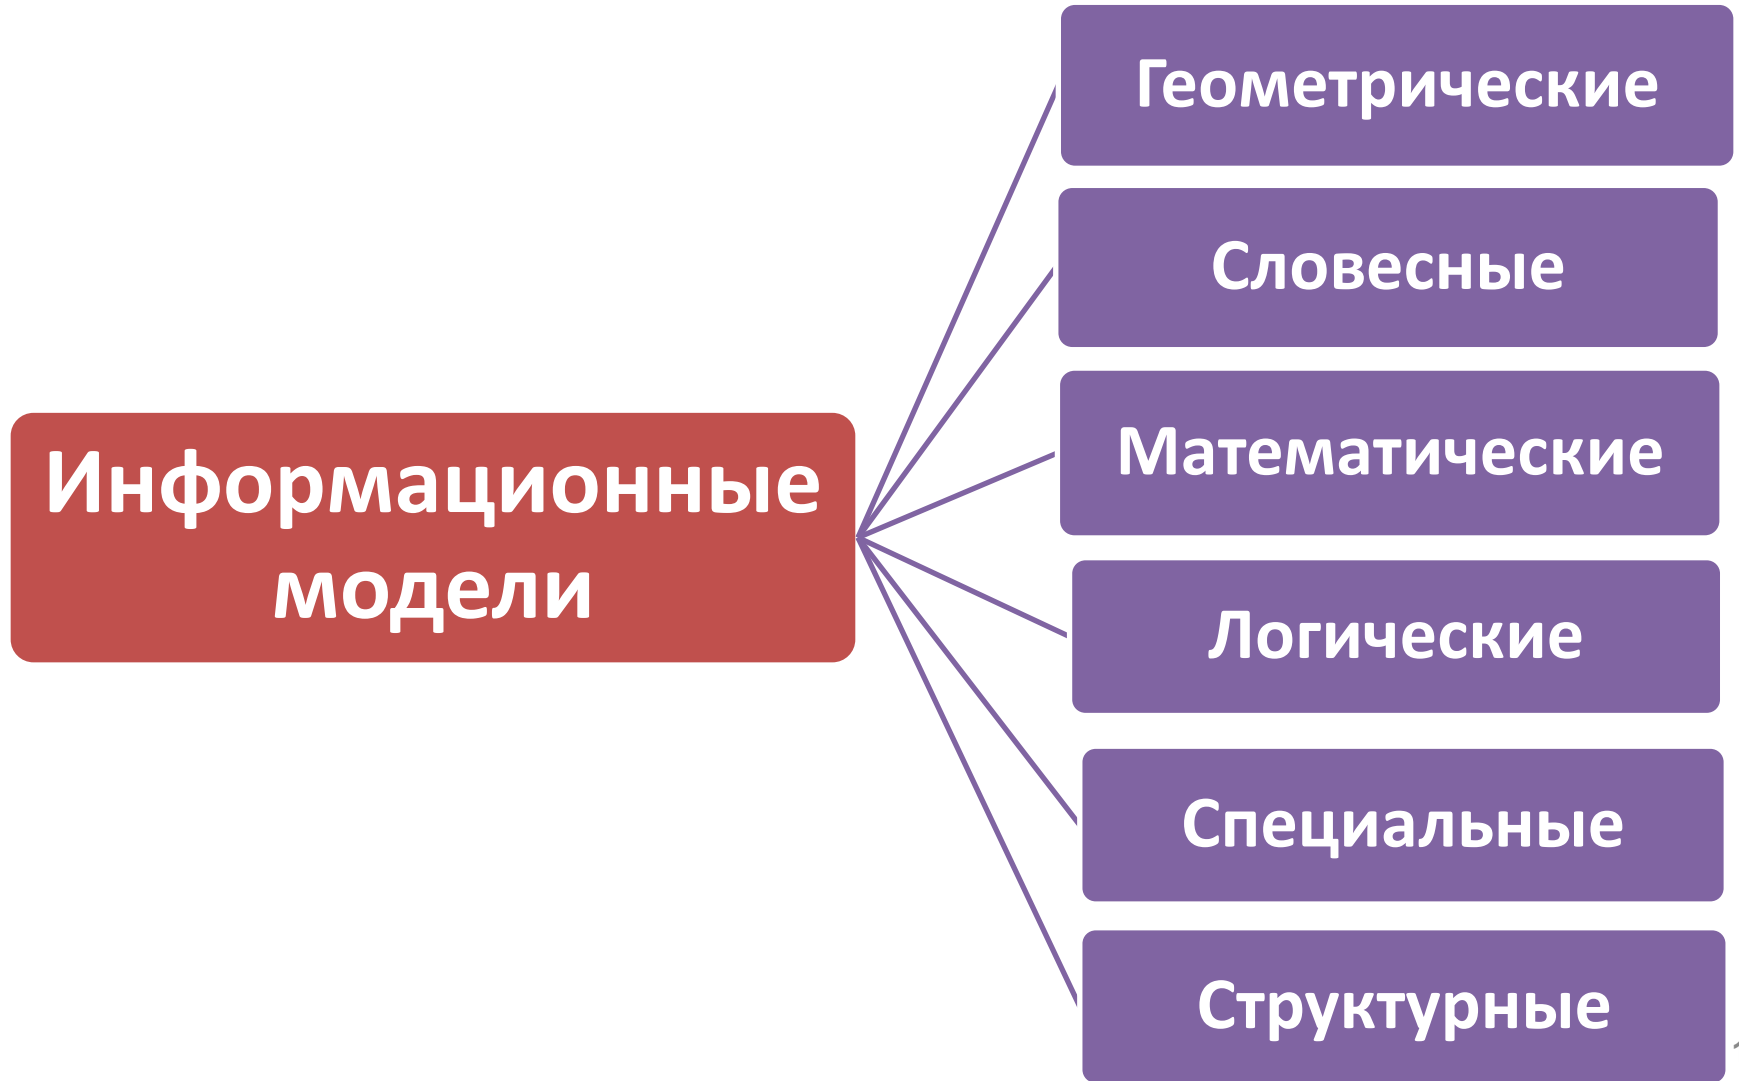 Геометрические
Словесные
Математические
Информационные
модели
Логические
Специальные
Структурные